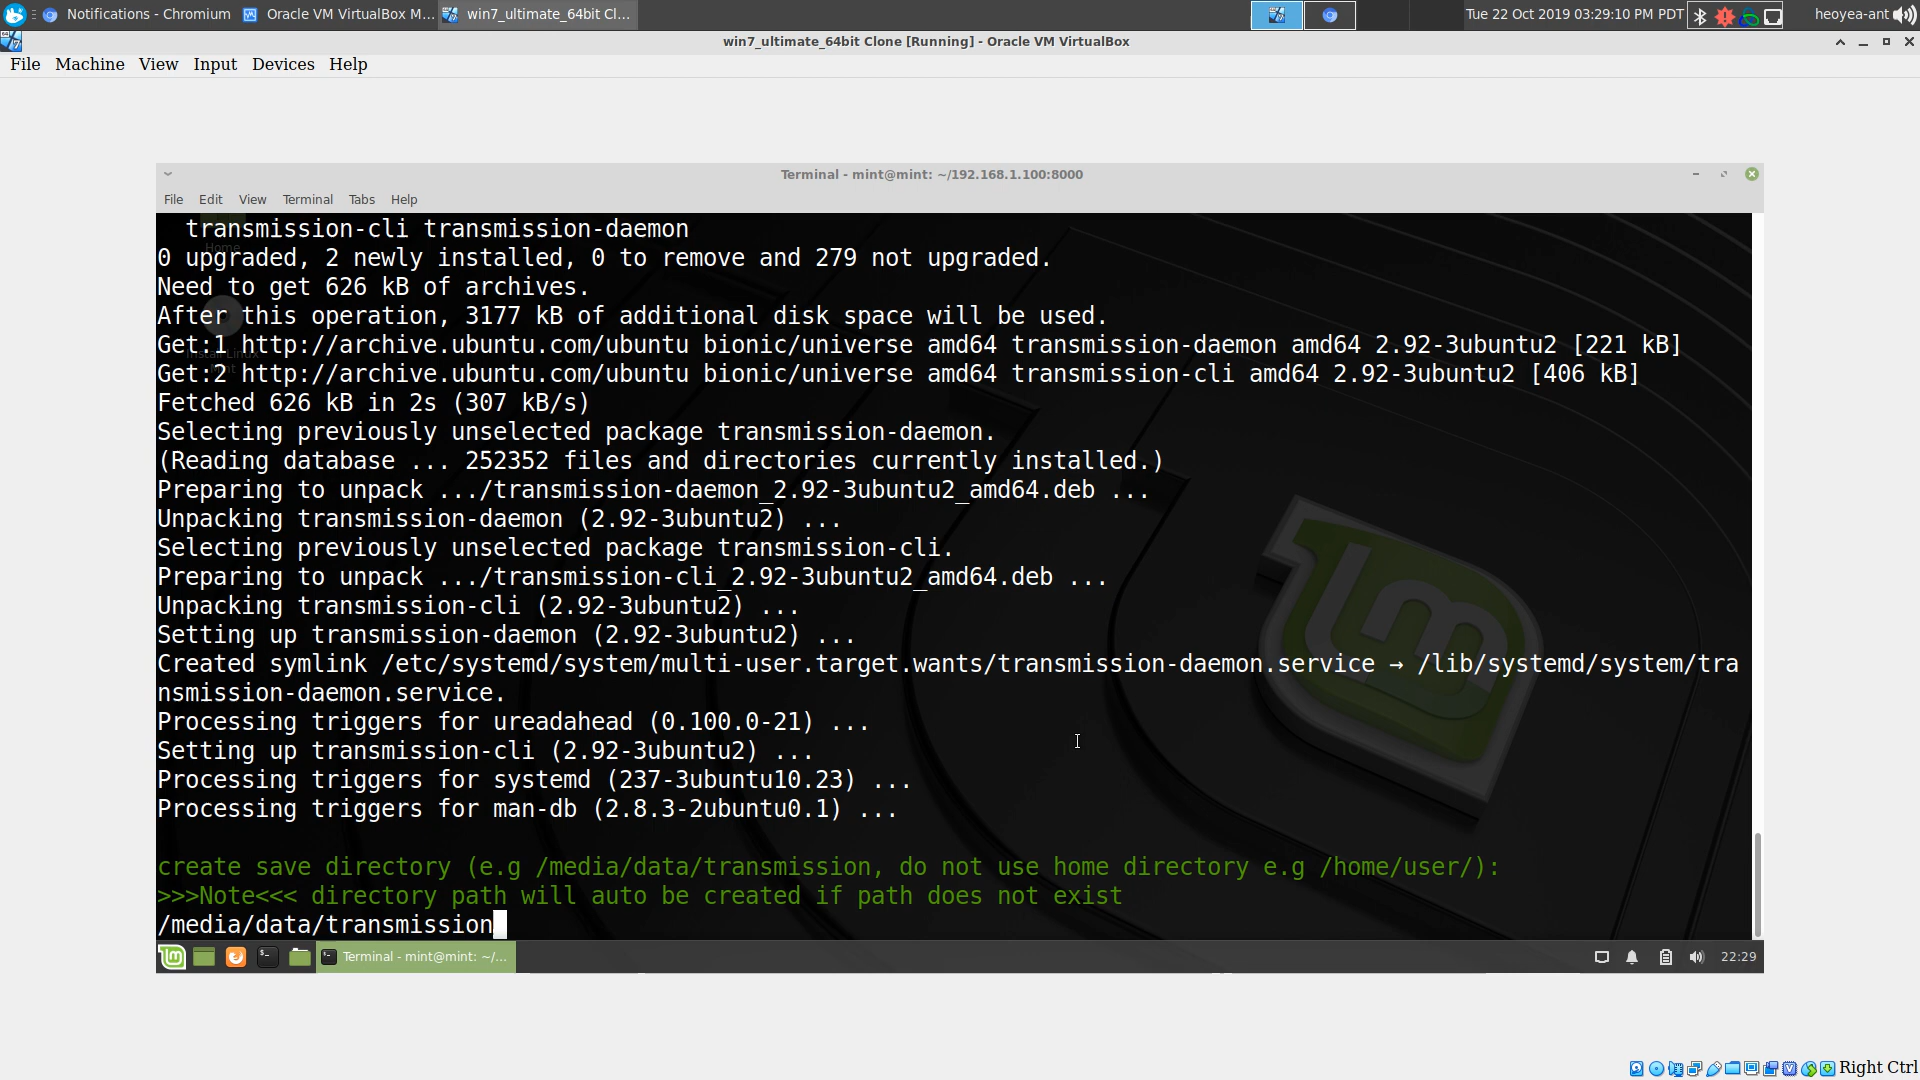 Notifications - Chromium
Oracle VM VirtualBox M...
win7_ultimate_64bit Cl...
Tue 22 Oct 2019 03:29:10 PM PDT
heoyea-ant
win7_ultimate_64bit Clone [Running] - Oracle VM VirtualBox
File Machine View Input Devices Help
Terminal - mint@mint: ~/192.168.1.100:8000
File Edit View Terminal Tabs Help
transmission-cli transmission-daemon
Home
0 upgraded, 2 newly installed, 0 to remove and 279 not upgraded.
Need to get 626 kB of archives.
After this operation, 3177 kB of additional disk space will be used.
Get:1 http://archive.ubuntu.com/ubuntu bionic/universe amd64 transmission-daemon amd64 2.92-3ubuntu2 [221 kB]
Install Linux
Get:2 http://archive.ubuntu.com/ubuntu bionic/universe amd64 transmission-cli amd64 2.92-3ubuntu2 [406 kB]
Fetched 626 kB in 2s (307 kB/s)
Selecting previously unselected package transmission-daemon.
(Reading database ... 252352 files and directories currently installed.)
Preparing to unpack .../transmission-daemon_2.92-3ubuntu2_amd64.deb ...
Unpacking transmission-daemon (2.92-3ubuntu2) ...
Selecting previously unselected package transmission-cli.
Preparing to unpack .../transmission-cli_2.92-3ubuntu2_amd64.deb ...
Unpacking transmission-cli (2.92-3ubuntu2) ...
Setting up transmission-daemon (2.92-3ubuntu2) ...
Created symlink /etc/systemd/system/multi-user.target.wants/transmission-daemon.service → /lib/systemd/system/tra
nsmission-daemon.service.
Processing triggers for ureadahead (0.100.0-21) ...
Setting up transmission-cli (2.92-3ubuntu2) ...
Processing triggers for systemd (237-3ubuntu10.23) ...
Processing triggers for man-db (2.8.3-2ubuntu0.1) ...
create save directory (e.g /media/data/transmission, do not use home directory e.g /home/user/):
>>>Note<<< directory path will auto be created if path does not exist
/media/data/transmission
Terminal - mint@mint: ~/...
22:29
Right Ctrl